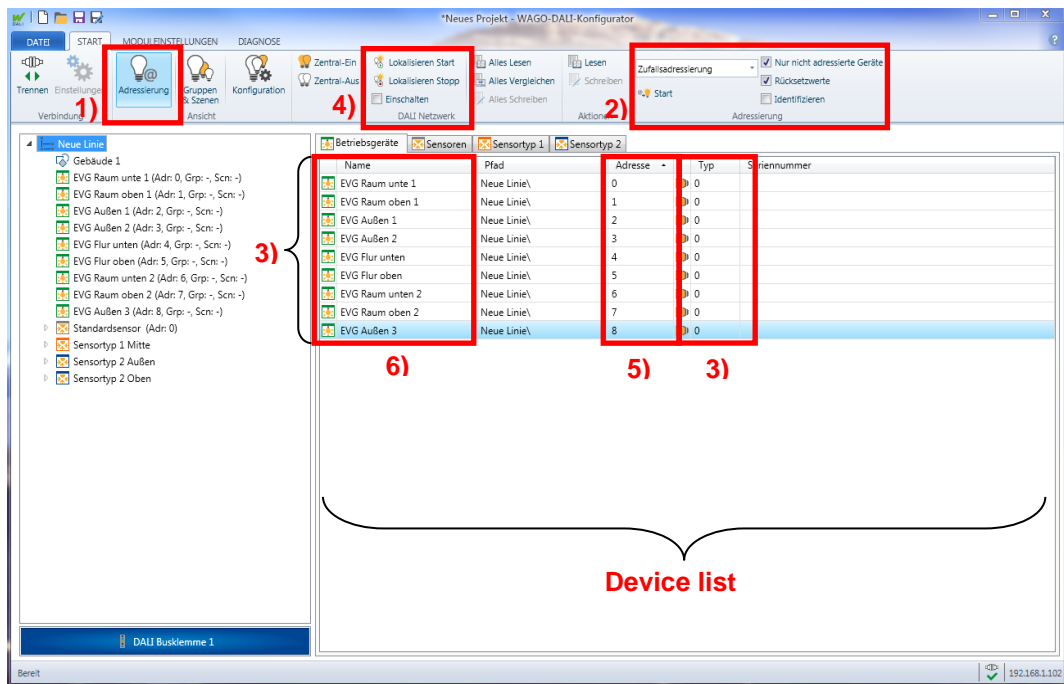 *Neues Projekt - WAGO-DALI-Konfigurator
DALI
DATEI START MODULEINSTELLUNGEN DIAGNOSE
Trennen Einstellungen
Verbindung
1)
Adressierung Gruppen & Szenen Konfiguration
Ansicht
Zentral-Ein
Zentral-Aus
4)
Lokalisieren Start
Lokalisieren Stopp
Einschalten
DALI Netzwerk
Alles Lesen
Alles Vergleichen
Alles Schreiben
Lesen
Schreiben
Aktionen
2)
Zufallsadressierung
Start
Nur nicht adressierte Geräte
Rücksetzwerte
Identifizieren
Adressierung
Neue Linie
Gebäude 1
EVG Raum unte 1 (Adr: 0, Grp: -, Scn: -)
EVG Raum oben 1 (Adr: 1, Grp: -, Scn: -)
EVG Außen 1 (Adr: 2, Grp: -, Scn: -)
EVG Außen 2 (Adr: 3, Grp: -, Scn: -)
EVG Flur unten (Adr: 4, Grp: -, Scn: -)
EVG Flur oben (Adr: 5, Grp: -, Scn: -)
EVG Raum unten 2 (Adr: 6, Grp: -, Scn: -)
EVG Raum oben 2 (Adr: 7, Grp: -, Scn: -)
EVG Außen 3 (Adr: 8, Grp: -, Scn: -)
Standardsensor (Adr: 0)
Sensortyp 1 Mitte
Sensortyp 2 Außen
Sensortyp 2 Oben
3)
Betriebsgeräte Sensoren Sensortyp 1 Sensortyp 2
Name Pfad Adresse Typ Seriennummer
EVG Raum unte 1 Neue Linie\ 0 0
EVG Raum oben 1 Neue Linie\ 1 0
EVG Außen 1 Neue Linie\ 2 0
EVG Außen 2 Neue Linie\ 3 0
EVG Flur unten Neue Linie\ 4 0
EVG Flur oben Neue Linie\ 5 0
EVG Raum unten 2 Neue Linie\ 6 0
EVG Raum oben 2 Neue Linie\ 7 0
EVG Außen 3 Neue Linie\ 8 0
6) 5) 3)
Device list
DALI Busklemme 1
Bereit
192.168.1.102